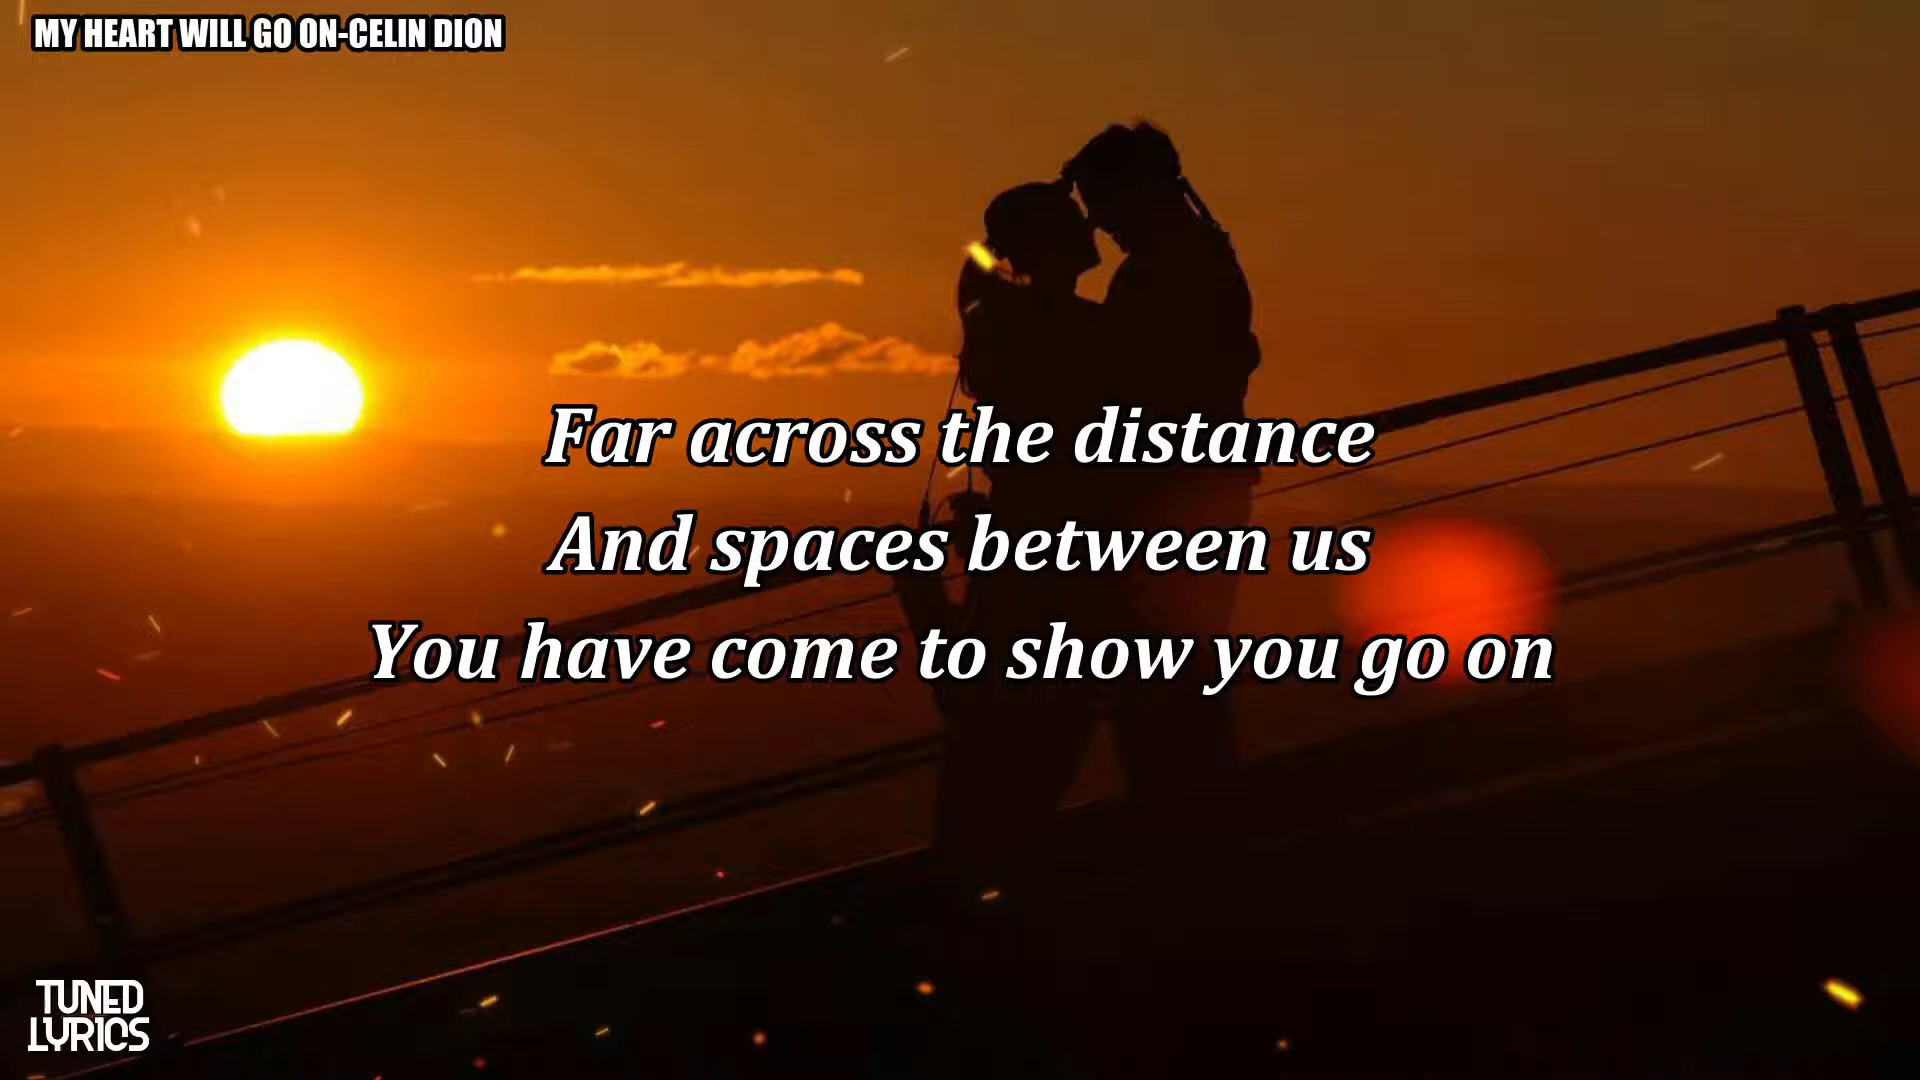 MY HEART WILL GO ON-CELIN DION
Far across the distance
And spaces between us
You have come to show you go on
TUNED
LYRICS